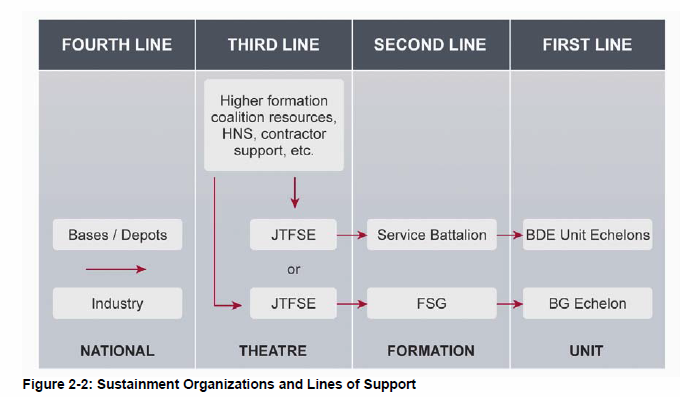 FOURTH LINE
THIRD LINE
SECOND LINE
FIRST LINE
Higher formation
coalition resources,
HNS, contractor
support, etc.
Bases / Depots
JTFSE
Service Battalion
BDE Unit Echelons
or
Industry
JTFSE
FSG
BG Echelon
NATIONAL
THEATRE
FORMATION
UNIT
Figure 2-2: Sustainment Organizations and Lines of Support